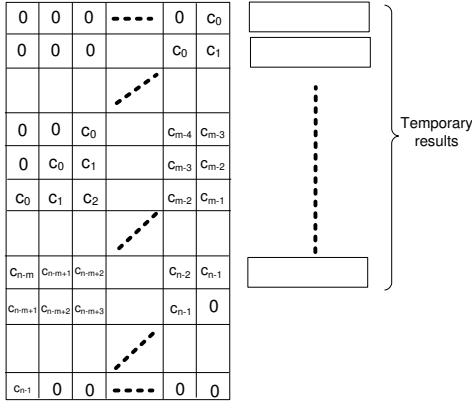 0 0 0 0 c0
0 0 0 c0 c1
0 0 c0 cm-4 cm-3
0 c0 c1 cm-3 cm-2
c0 c1 c2 cm-2 cm-1
cn-m cn-m+1 cn-m+2 cn-2 cn-1
cn-m+1 cn-m+2 cn-m+3 cn-1 0
cn-1 0 0 0 0
Temporary
results